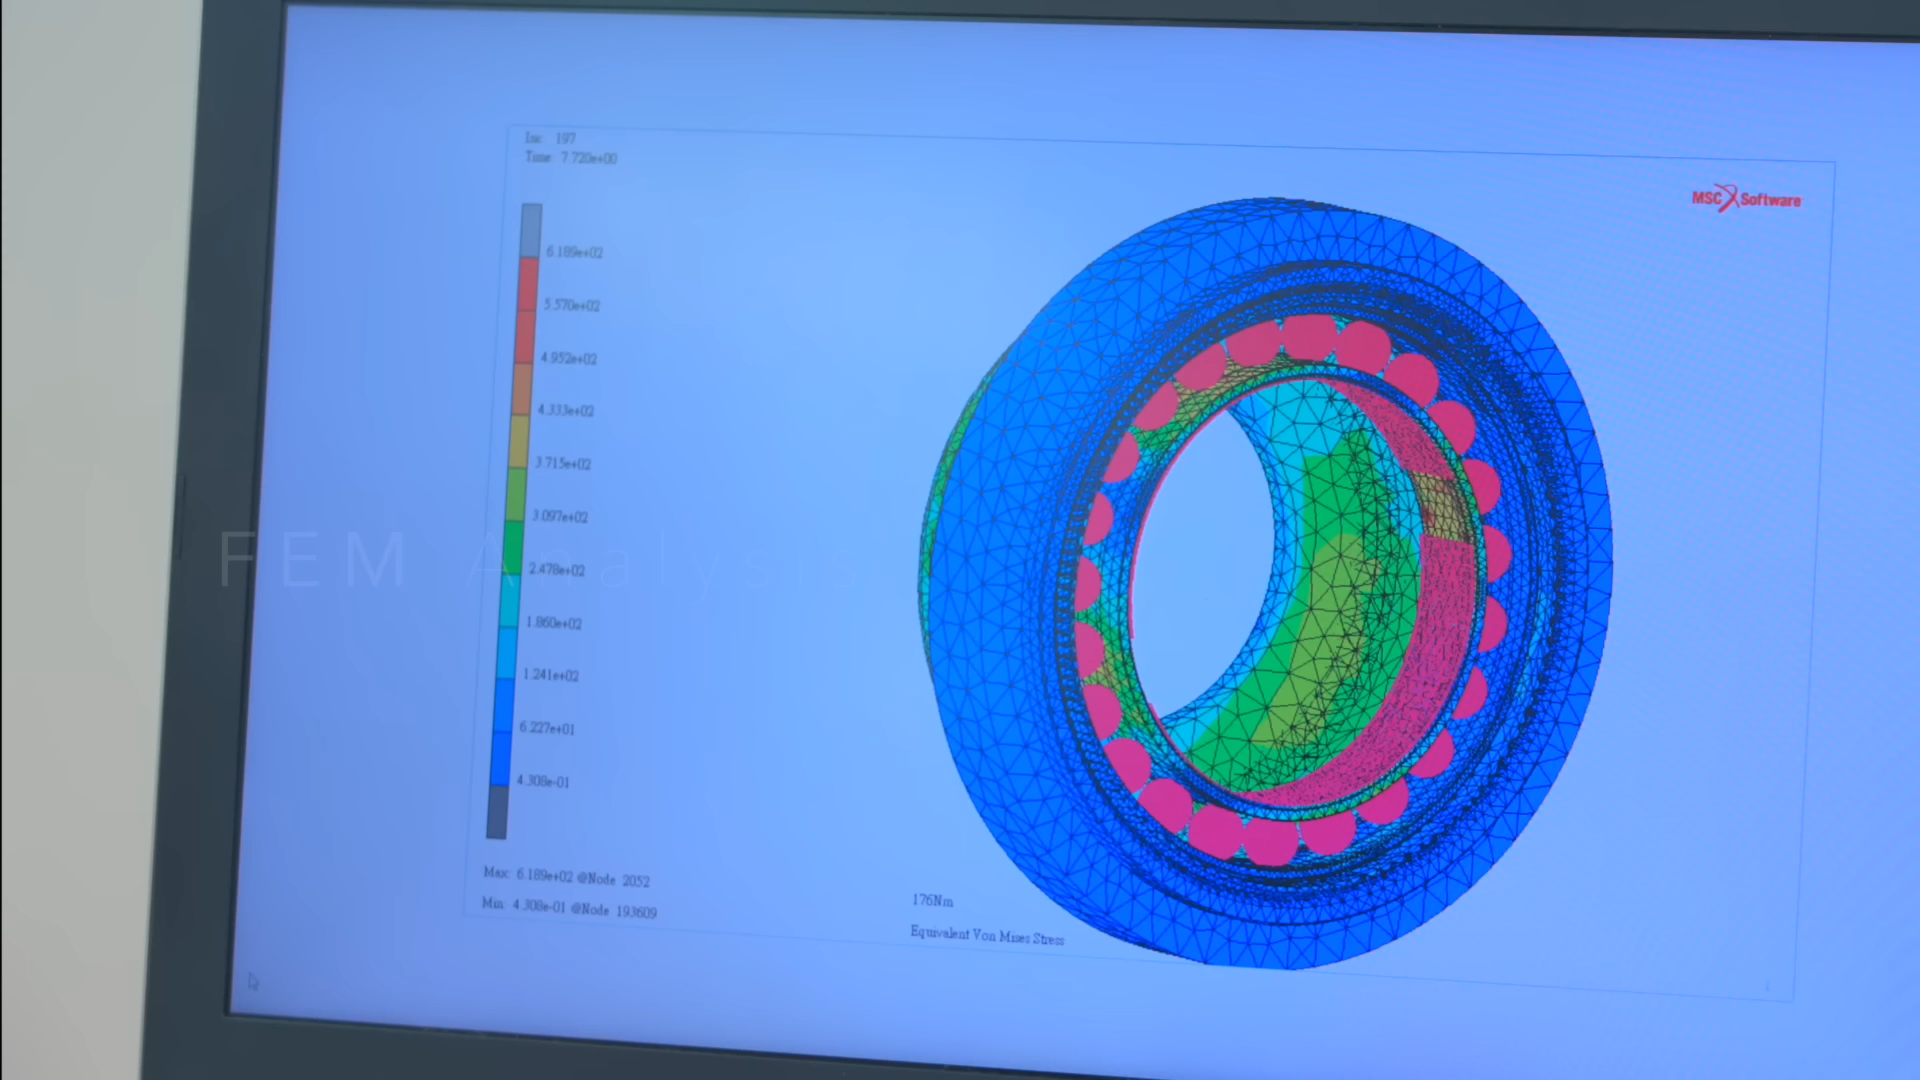 Inc: 197
Time: 7.720e+00
MSC Software
6.189e+02
5.570e+02
4.952e+02
4.333e+02
3.715e+02
3.097e+02
2.478e+02
1.860e+02
1.241e+02
6.227e+01
4.308e-01
FEM Analysis
Max: 6.189e+02 @Node 2052
Min: 4.308e-01 @Node 193609
176Nm
Equivalent Von Mises Stress
1